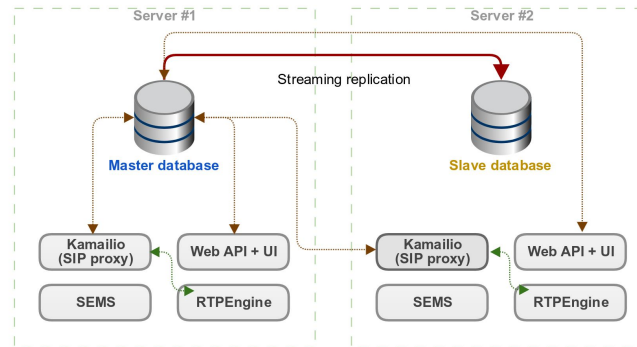 Server #1
Server #2
Streaming replication
Master database
Slave database
Kamailio
(SIP proxy)
Web API + UI
Kamailio
(SIP proxy)
Web API + UI
SEMS
RTPEngine
SEMS
RTPEngine